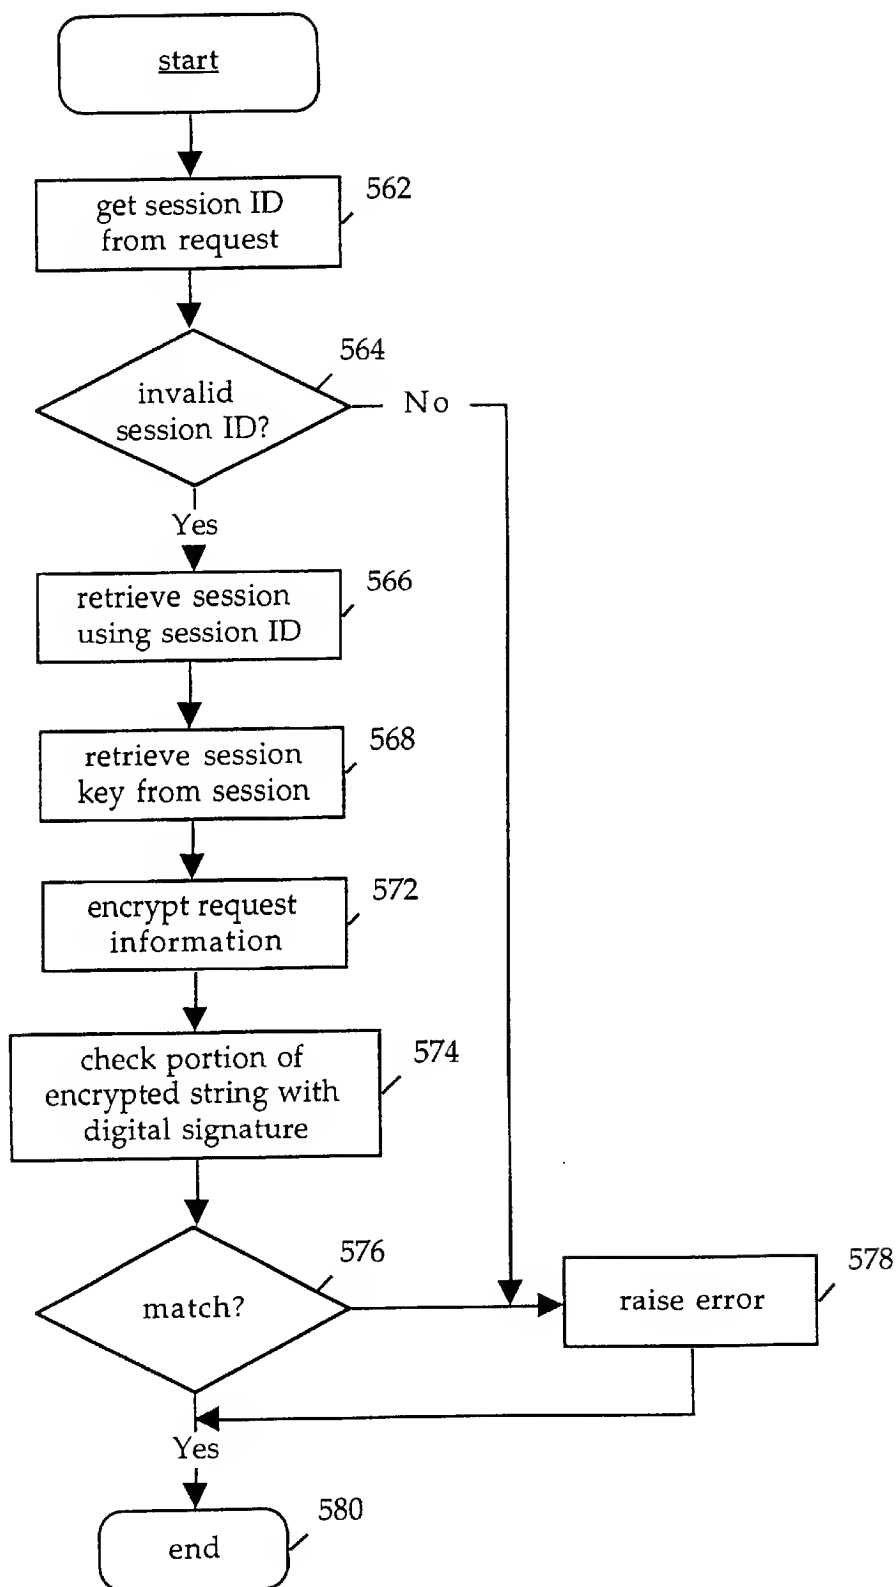 start
562
get session ID
from request
564
invalid
session ID?
No
Yes
566
retrieve session
using session ID
568
retrieve session
key from session
572
encrypt request
information
574
check portion of
encrypted string with
digital signature
576
match?
578
raise error
Yes
580
end